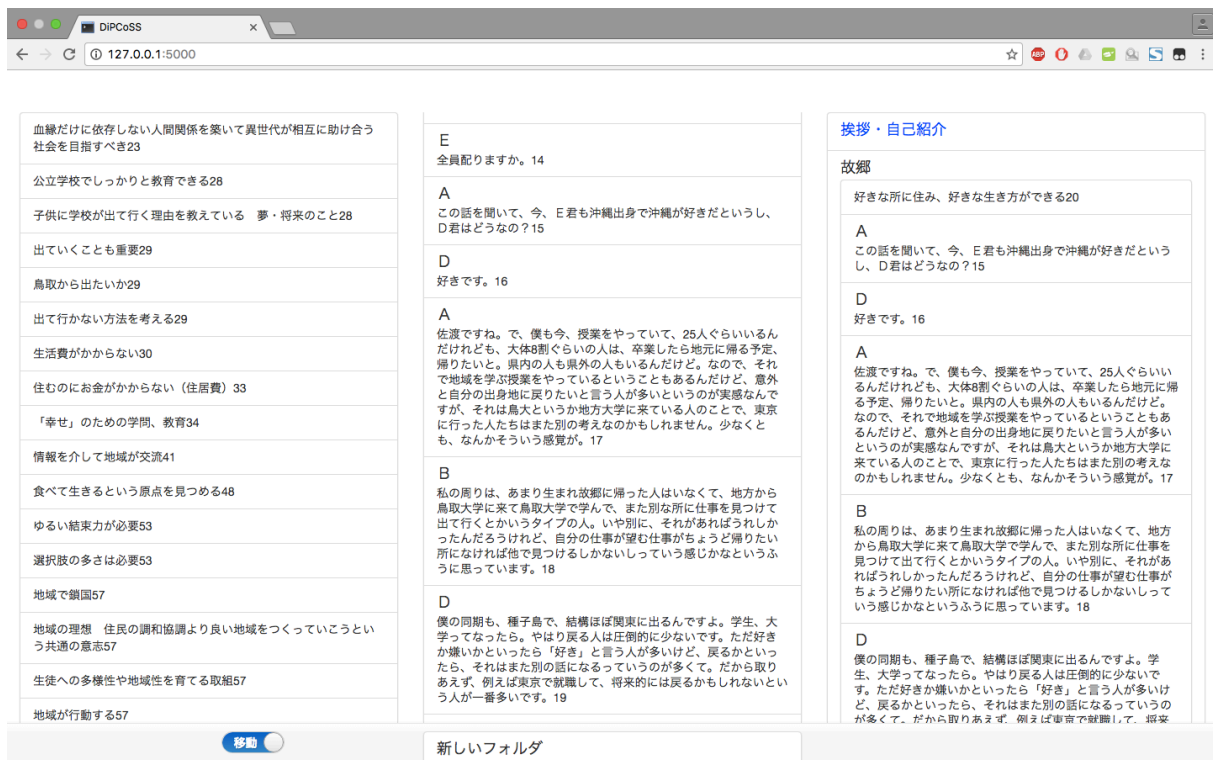 DiPCoSS
127.0.0.1:5000
ABP
血縁だけに依存しない人間関係を築いて異世代が相互に助け合う
社会を目指すべき23
公立学校でしっかりと教育できる28
子供に学校が出て行く理由を教えている　夢・将来のこと28
出ていくことも重要29
鳥取から出たいか29
出て行かない方法を考える29
生活費がかからない30
住むのにお金がかからない（住居費）33
「幸せ」のための学問、教育34
情報を介して地域が交流41
食べて生きるという原点を見つめる48
ゆるい結束力が必要53
選択肢の多さは必要53
地域で鎖国57
地域の理想　住民の調和協調より良い地域をつくっていこうとい
う共通の意志57
生徒への多様性や地域性を育てる取組57
地域が行動する57
移動
E
全員配りますか。14
A
この話を聞いて、今、Ｅ君も沖縄出身で沖縄が好きだというし、
Ｄ君はどうなの？15
D
好きです。16
A
佐渡ですね。で、僕も今、授業をやっていて、25人ぐらいいるん
だけれども、大体8割ぐらいの人は、卒業したら地元に帰る予定、
帰りたいと。県内の人も県外の人もいるんだけど。なので、それ
で地域を学ぶ授業をやっているということもあるんだけど、意外
と自分の出身地に戻りたいと言う人が多いというのが実感なんで
すが、それは鳥大というか地方大学に来ている人のことで、東京
に行った人たちはまた別の考えなのかもしれません。少なくと
も、なんかそういう感覚が。17
B
私の周りは、あまり生まれ故郷に帰った人はいなくて、地方から
鳥取大学に来て鳥取大学で学んで、また別な所に仕事を見つけて
出て行くとかいうタイプの人。いや別に、それがあればうれしか
ったんだろうけれど、自分の仕事が望む仕事がちょうど帰りたい
所になければ他で見つけるしかないしっていう感じかなというふ
うに思っています。18
D
僕の同期も、種子島で、結構ほぼ関東に出るんですよ。学生、大
学ってなったら。やはり戻る人は圧倒的に少ないです。ただ好き
か嫌いかといったら「好き」と言う人が多いけど、戻るかといっ
たら、それはまた別の話になるっていうのが多くて。だから取り
あえず、例えば東京で就職して、将来的には戻るかもしれないとい
う人が一番多いです。19
新しいフォルダ
挨拶・自己紹介
故郷
好きな所に住み、好きな生き方ができる20
A
この話を聞いて、今、Ｅ君も沖縄出身で沖縄が好きだという
し、Ｄ君はどうなの？15
D
好きです。16
A
佐渡ですね。で、僕も今、授業をやっていて、25人ぐらいい
るんだけれども、大体8割ぐらいの人は、卒業したら地元に帰
る予定、帰りたいと。県内の人も県外の人もいるんだけど。
なので、それで地域を学ぶ授業をやっているということもあ
るんだけど、意外と自分の出身地に戻りたいと言う人が多い
というのが実感なんですが、それは鳥大というか地方大学に
来ている人のことで、東京に行った人たちはまた別の考えな
のかもしれません。少なくとも、なんかそういう感覚が。17
B
私の周りは、あまり生まれ故郷に帰った人はいなくて、地方
から鳥取大学に来て鳥取大学で学んで、また別な所に仕事を
見つけて出て行くとかいうタイプの人。いや別に、それがあ
ればうれしかったんだろうけれど、自分の仕事が望む仕事が
ちょうど帰りたい所になければ他で見つけるしかないしって
いう感じかなというふうに思っています。18
D
僕の同期も、種子島で、結構ほぼ関東に出るんですよ。学
生、大学ってなったら。やはり戻る人は圧倒的に少ないで
す。ただ好きか嫌いかといったら「好き」と言う人が多いけ
ど、戻るかといったら、それはまた別の話になるっていうの
が多くて。だから取りあえず、例えば東京で就職して、将来